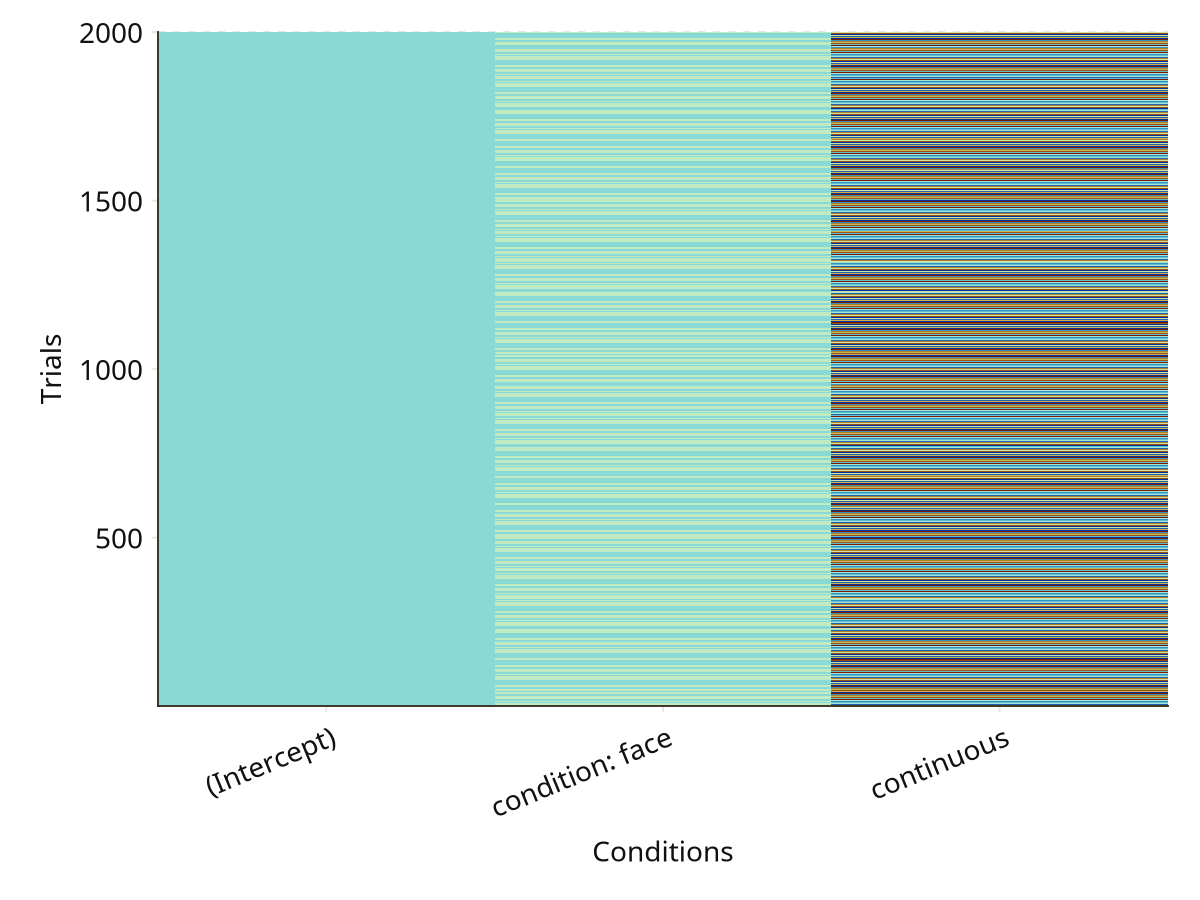 2000
1500
1000
500
Trials
(Intercept)
condition: face
continuous
Conditions